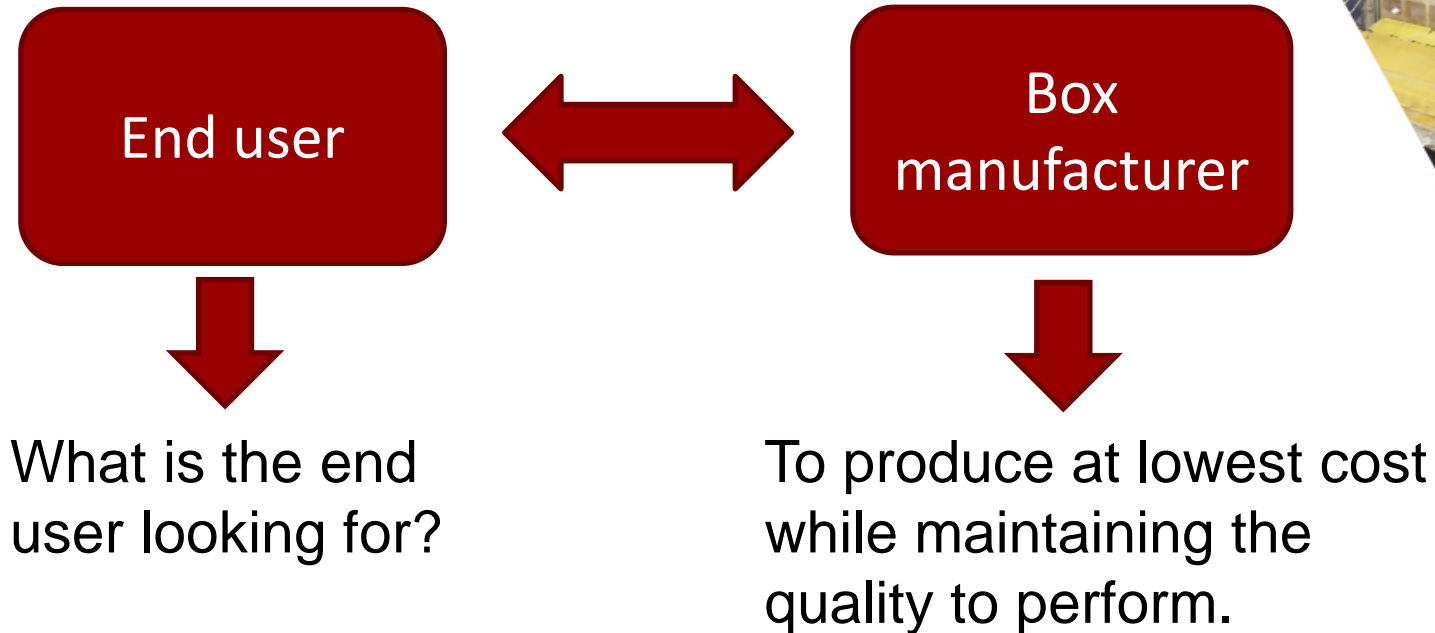 End user
Box
manufacturer
What is the end
user looking for?
To produce at lowest cost
while maintaining the
quality to perform.